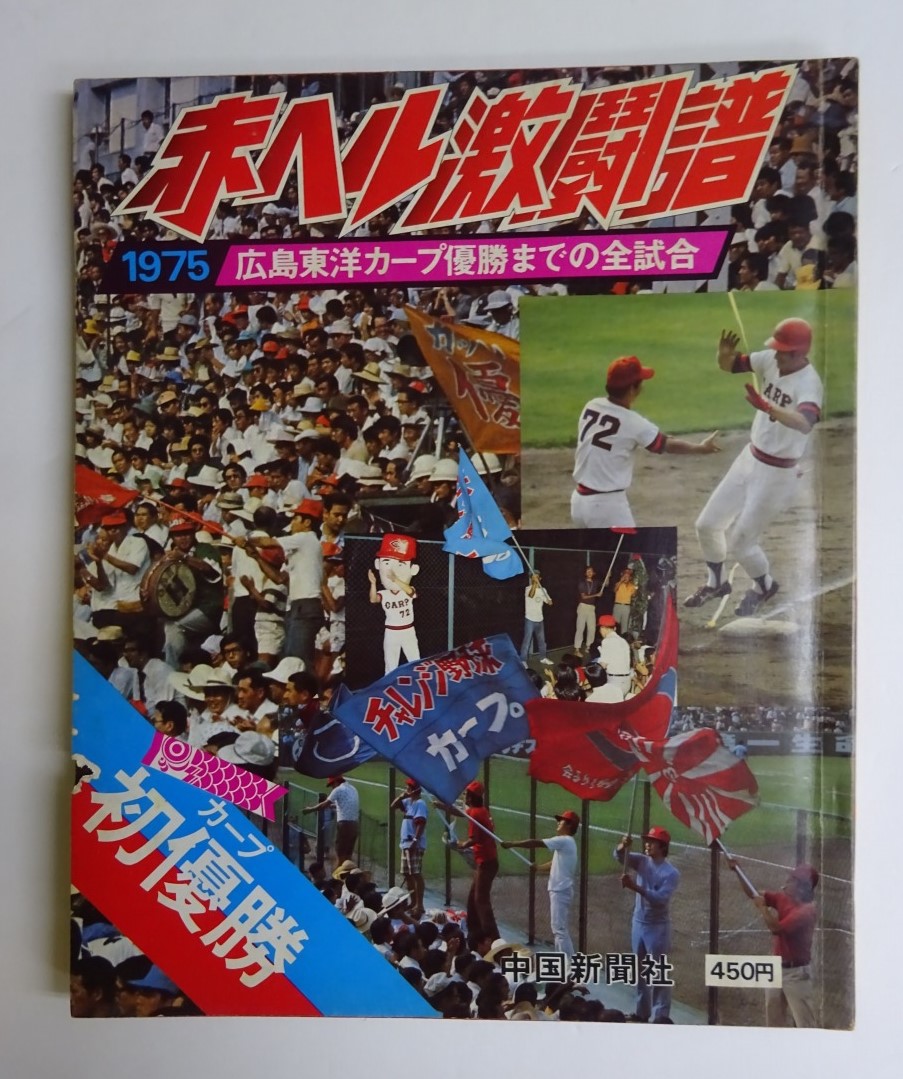 赤ヘル激闘譜
1975 広島東洋カープ優勝までの全試合
優
72
CARP
CARP
72
チャレンジ野球
カープ
カープ
初優勝
中国新聞社
450円